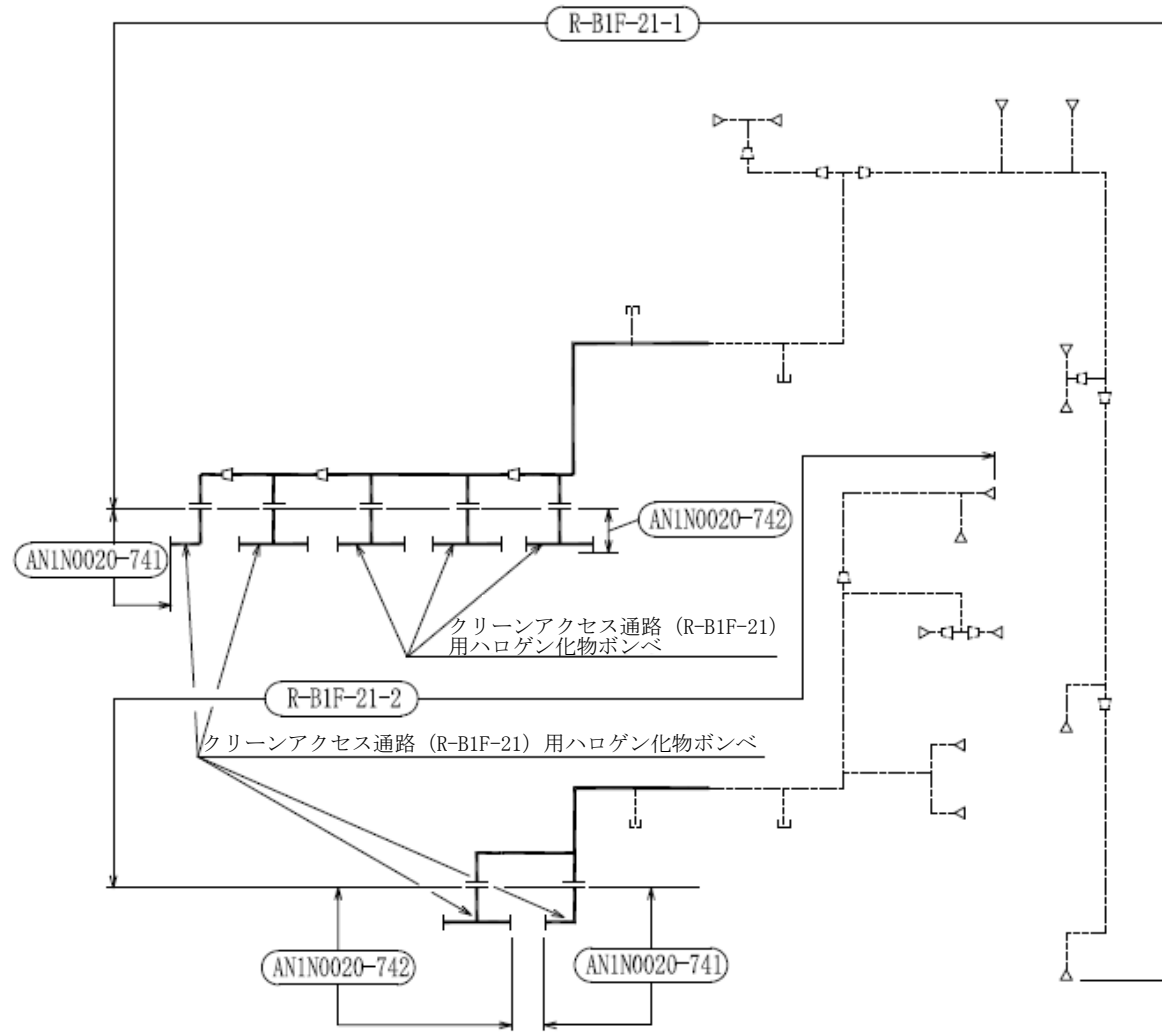 R-B1F-21-1
AN1N0020-742
AN1N0020-741
クリーンアクセス通路 (R-B1F-21)
用ハロゲン化物ボンベ
R-B1F-21-2
クリーンアクセス通路 (R-B1F-21) 用ハロゲン化物ボンベ
AN1N0020-742
AN1N0020-741